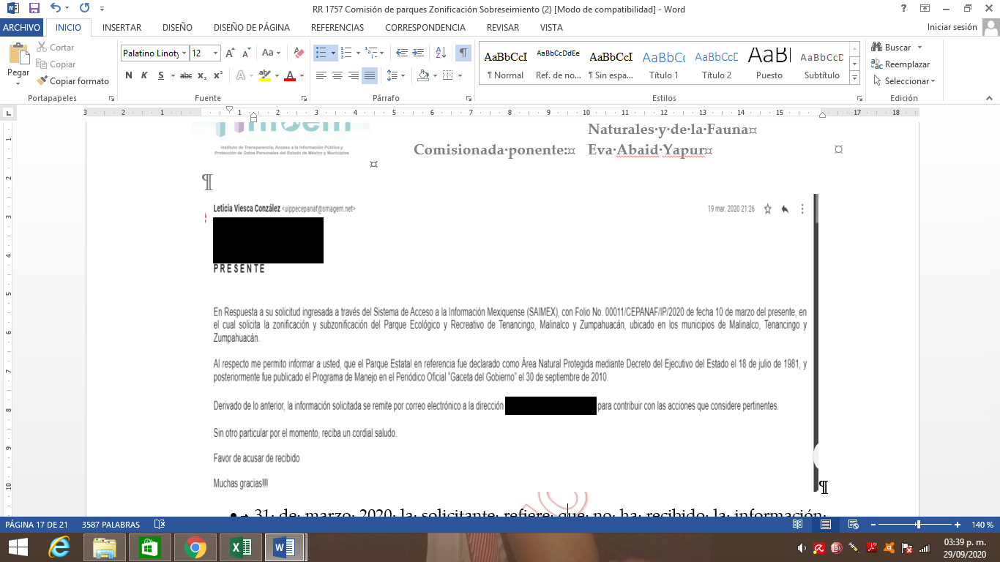 RR 1757 Comisión de parques Zonificación Sobreseimiento (2) [Modo de compatibilidad] - Word
ARCHIVO INICIO INSERTAR DISEÑO DISEÑO DE PÁGINA REFERENCIAS CORRESPONDENCIA REVISAR VISTA Iniciar sesión
Pegar
Cortar
Copiar
Copiar formato
Portapapeles
Palatino Linoty 12
Aa
N K S abc x₂ x² A ab A
Fuente
Párrafo
AaBbCcI AaBbCcDdEe AaBbCcI AaBbC AaBbCcD AaB AaBbCcD
¶ Normal Ref. de no... ¶ Sin espa... Título 1 Título 2 Puesto Subtítulo
Estilos
Buscar
Reemplazar
Seleccionar
Edición
3 2 1 1 2 3 4 5 6 7 8 9 10 11 12 13 14 15 17 18
1 2 3 4 5 6 7 8 9 10
infoem
Instituto de Transparencia, Acceso a la Información Pública y
Protección de Datos Personales del Estado de México y Municipios
Naturales·y·de·la·Fauna¤
Comisionada·ponente:¤ Eva·Abaid·Yapur¤
Leticia Viesca Conzález <uippecepanaf@smagem.net> 19 mar. 2020 21:26
P R E S E N T E
En Respuesta a su solicitud ingresada a través del Sistema de Acceso a la Información Mexiquense (SAIMEX), con Folio No. 00011/CEPANAF/IP/2020 de fecha 10 de marzo del presente, en
el cual solicita la zonificación y subzonificación del Parque Ecológico y Recreativo de Tenancingo, Malinalco y Zumpahuacán, ubicado en los municipios de Malinalco, Tenancingo y
Zumpahuacán.
Al respecto me permito informar a usted, que el Parque Estatal en referencia fue declarado como Área Natural Protegida mediante Decreto del Ejecutivo del Estado el 18 de julio de 1981, y
posteriormente fue publicado el Programa de Manejo en el Periódico Oficial “Gaceta del Gobierno” el 30 de septiembre de 2010.
Derivado de lo anterior, la información solicitada se remite por correo electrónico a la dirección para contribuir con las acciones que considere pertinentes.
Sin otro particular por el momento, reciba un cordial saludo.
Favor de acusar de recibido
Muchas gracias!!!
31· de· marzo· 2020· la· solicitante· refiere· que· no· ha· recibido· la· información·
PÁGINA 17 DE 21 3587 PALABRAS 140 %
03:39 p. m.
29/09/2020